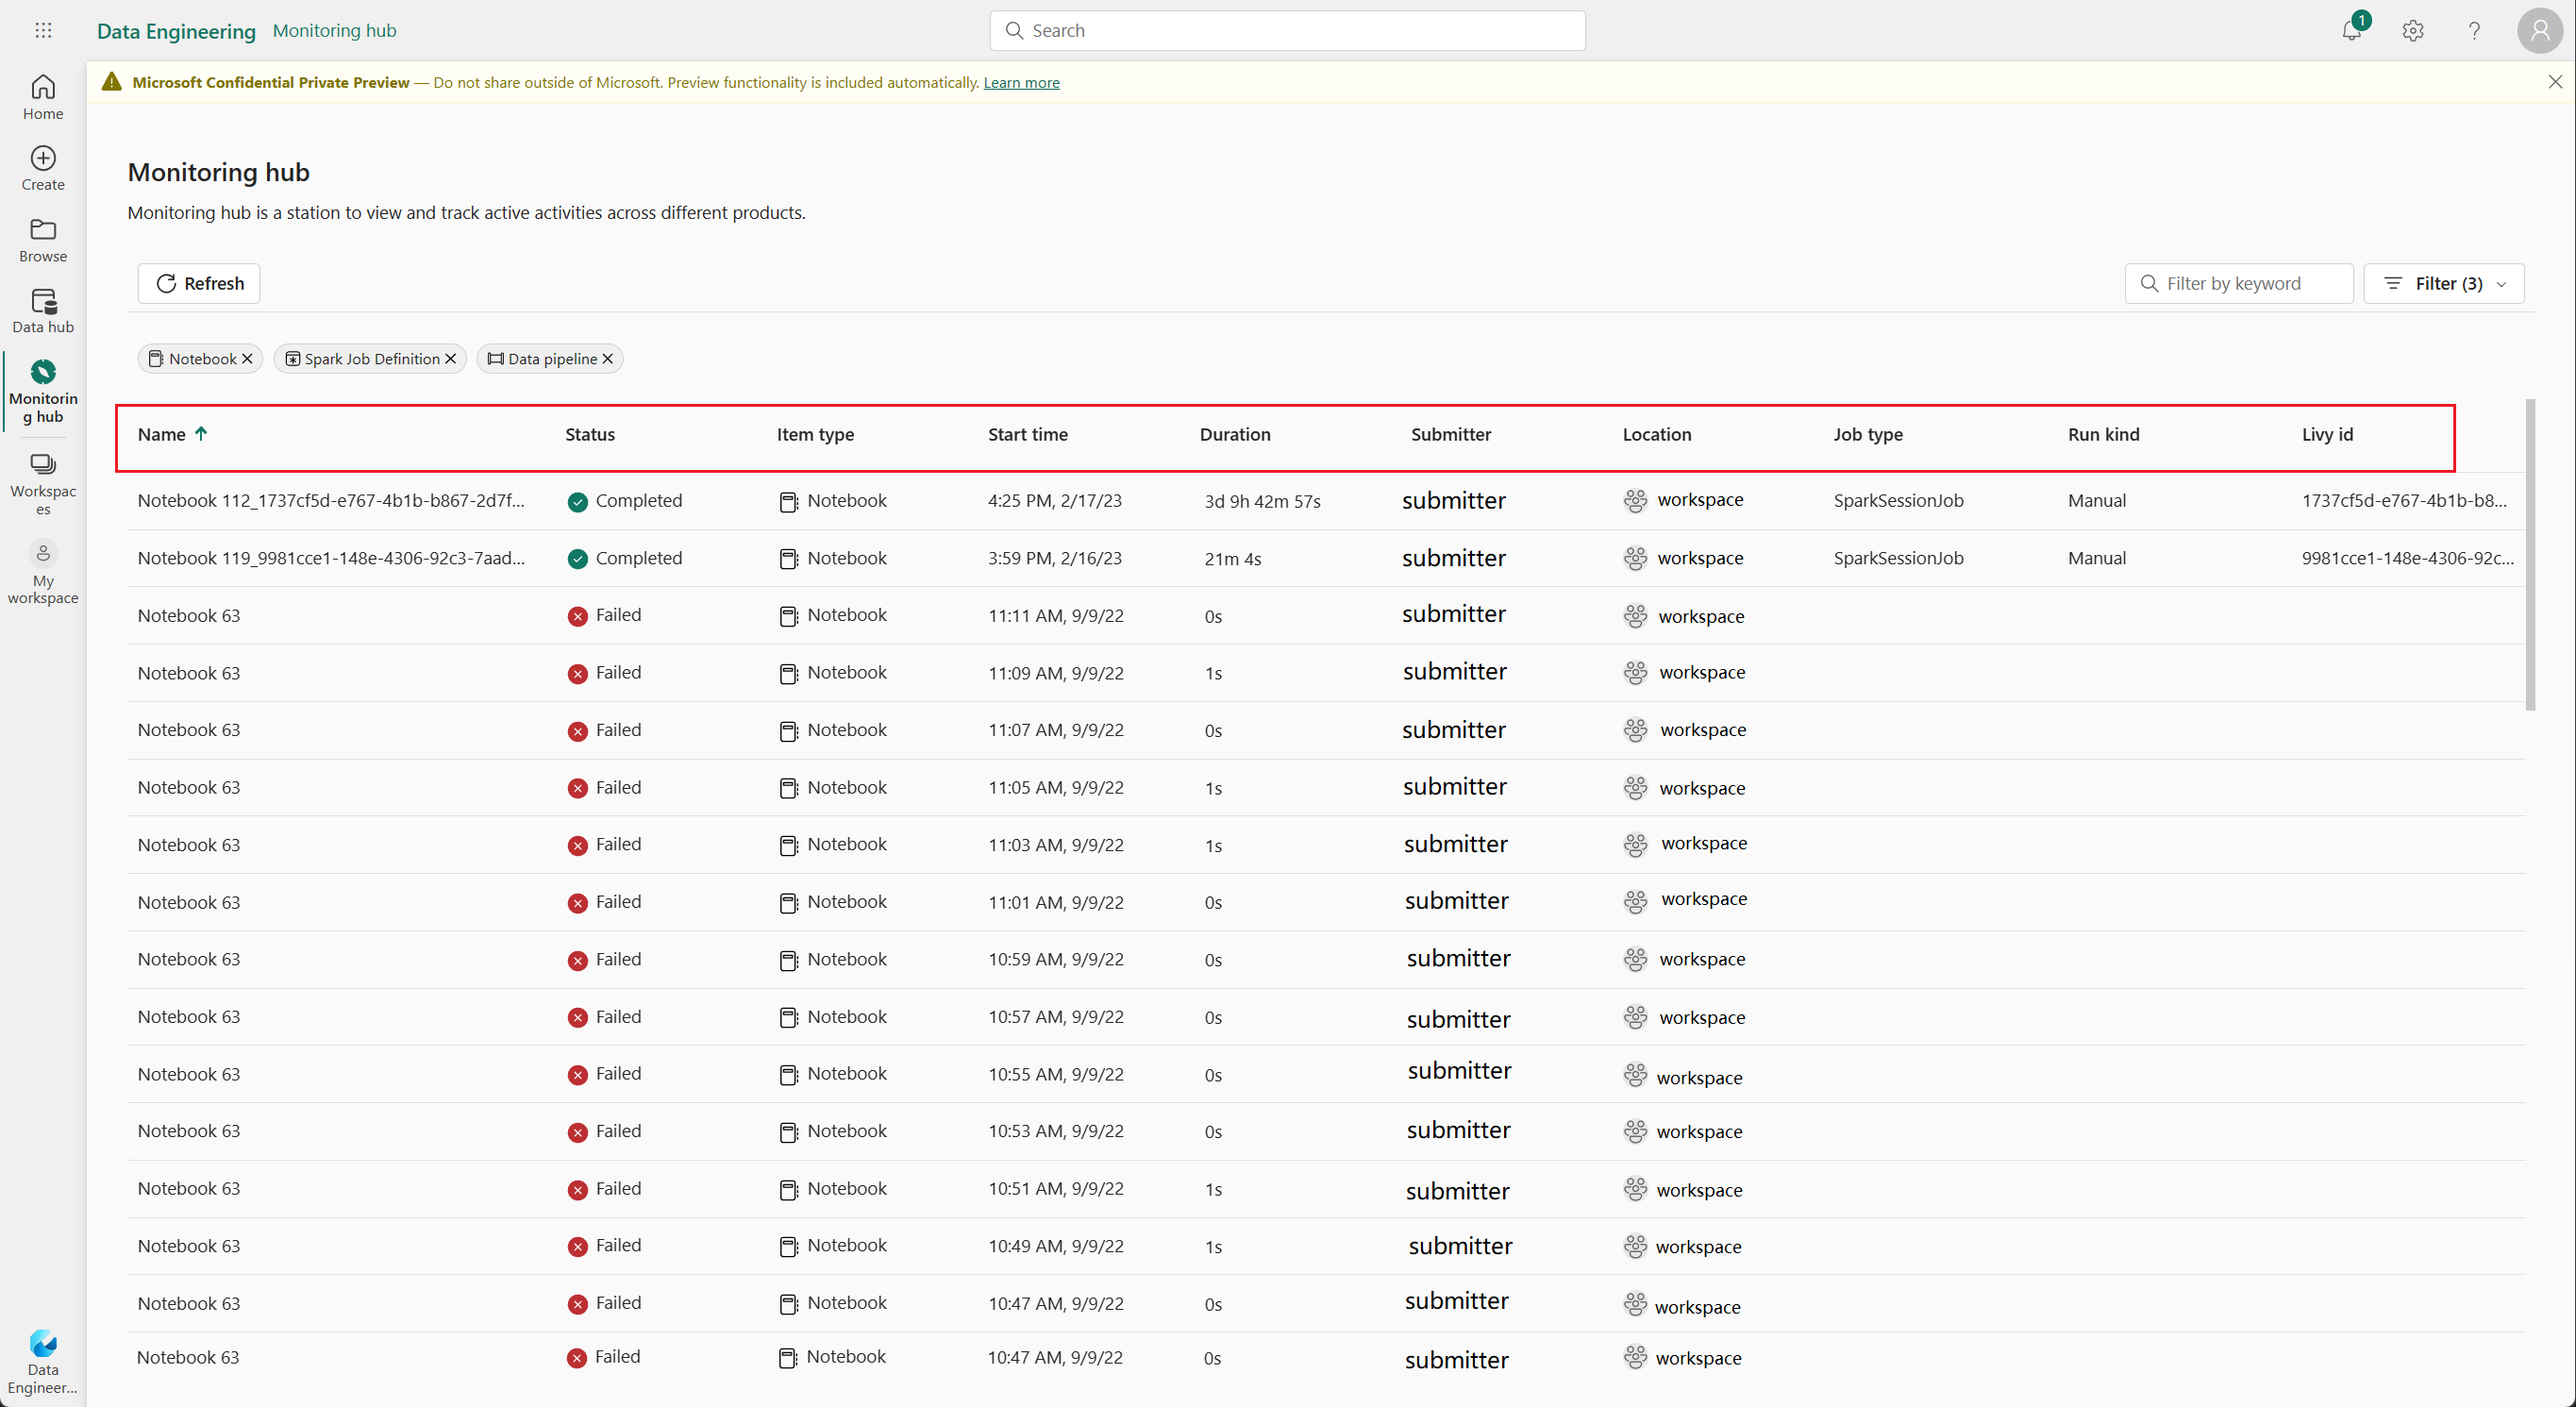 Data Engineering Monitoring hub Search 1
Microsoft Confidential Private Preview — Do not share outside of Microsoft. Preview functionality is included automatically. Learn more
Home
Create
Browse
Data hub
Monitorin
g hub
Workspac
es
My
workspace
Data
Engineer...
Monitoring hub
Monitoring hub is a station to view and track active activities across different products.
Refresh Filter by keyword Filter (3)
Notebook Spark Job Definition Data pipeline
Name Status Item type Start time Duration Submitter Location Job type Run kind Livy id
Notebook 112_1737cf5d-e767-4b1b-b867-2d7f... Completed Notebook 4:25 PM, 2/17/23 3d 9h 42m 57s submitter workspace SparkSessionJob Manual 1737cf5d-e767-4b1b-b8...
Notebook 119_9981cce1-148e-4306-92c3-7aad... Completed Notebook 3:59 PM, 2/16/23 21m 4s submitter workspace SparkSessionJob Manual 9981cce1-148e-4306-92c...
Notebook 63 Failed Notebook 11:11 AM, 9/9/22 0s submitter workspace
Notebook 63 Failed Notebook 11:09 AM, 9/9/22 1s submitter workspace
Notebook 63 Failed Notebook 11:07 AM, 9/9/22 0s submitter workspace
Notebook 63 Failed Notebook 11:05 AM, 9/9/22 1s submitter workspace
Notebook 63 Failed Notebook 11:03 AM, 9/9/22 1s submitter workspace
Notebook 63 Failed Notebook 11:01 AM, 9/9/22 0s submitter workspace
Notebook 63 Failed Notebook 10:59 AM, 9/9/22 0s submitter workspace
Notebook 63 Failed Notebook 10:57 AM, 9/9/22 0s submitter workspace
Notebook 63 Failed Notebook 10:55 AM, 9/9/22 0s submitter workspace
Notebook 63 Failed Notebook 10:53 AM, 9/9/22 0s submitter workspace
Notebook 63 Failed Notebook 10:51 AM, 9/9/22 1s submitter workspace
Notebook 63 Failed Notebook 10:49 AM, 9/9/22 1s submitter workspace
Notebook 63 Failed Notebook 10:47 AM, 9/9/22 0s submitter workspace
Notebook 63 Failed Notebook 10:47 AM, 9/9/22 0s submitter workspace